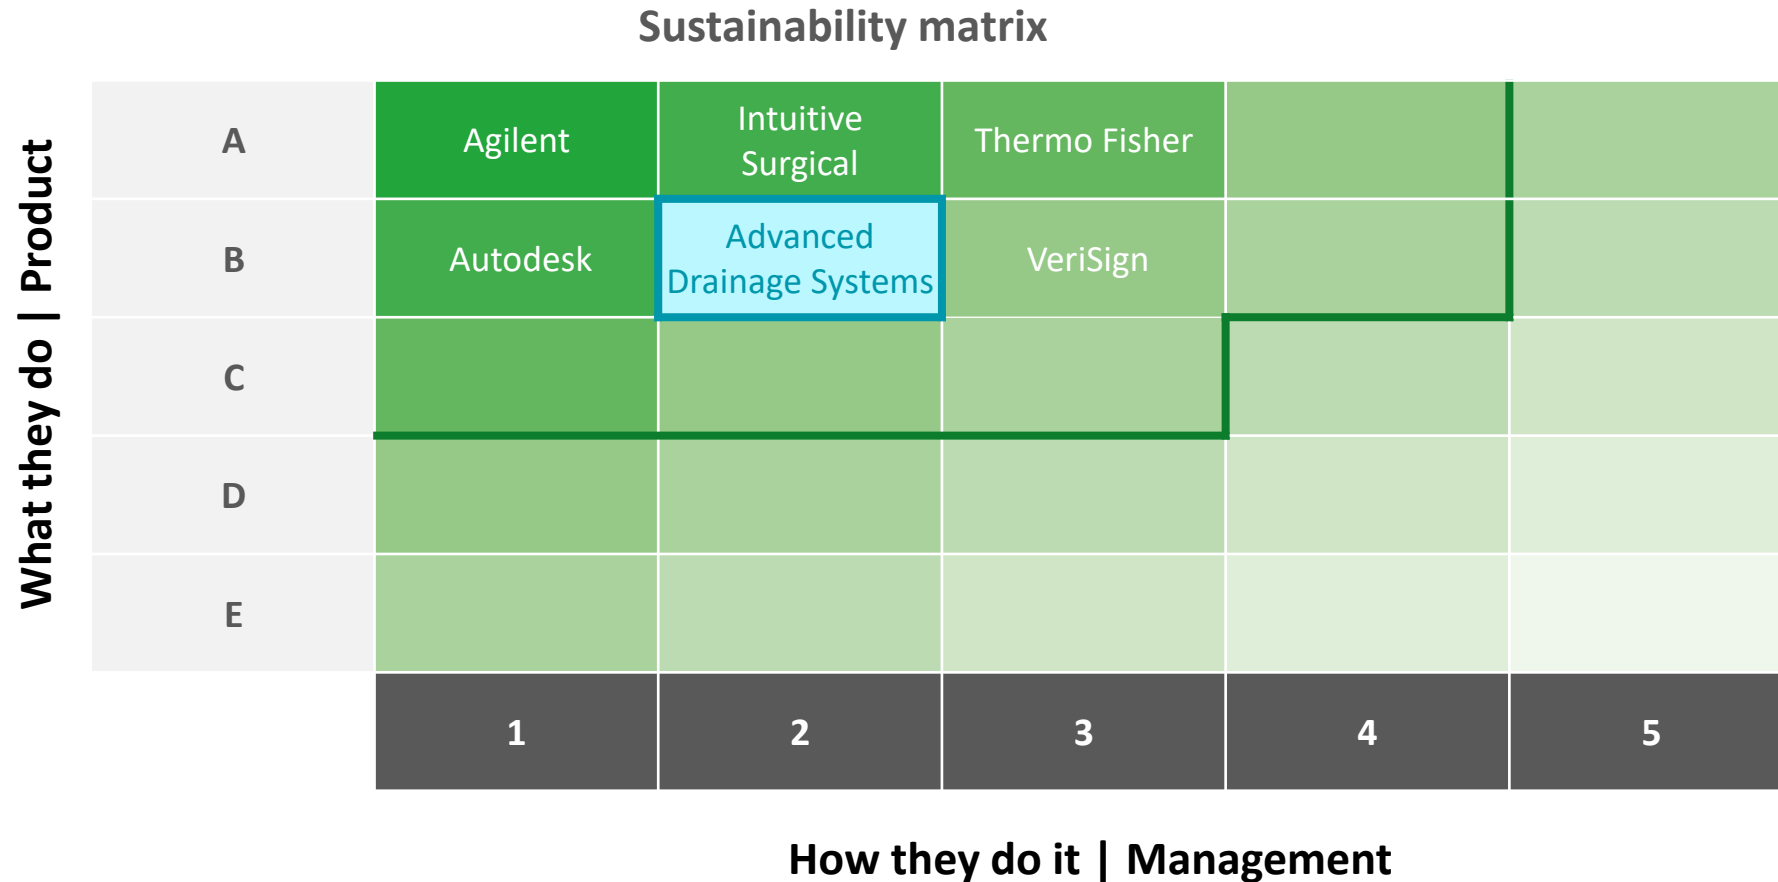 Sustainability matrix
What they do | Product
A
Agilent
Intuitive
Surgical
Thermo Fisher
B
Autodesk
Advanced
Drainage Systems
VeriSign
C
D
E
1
2
3
4
5
How they do it | Management